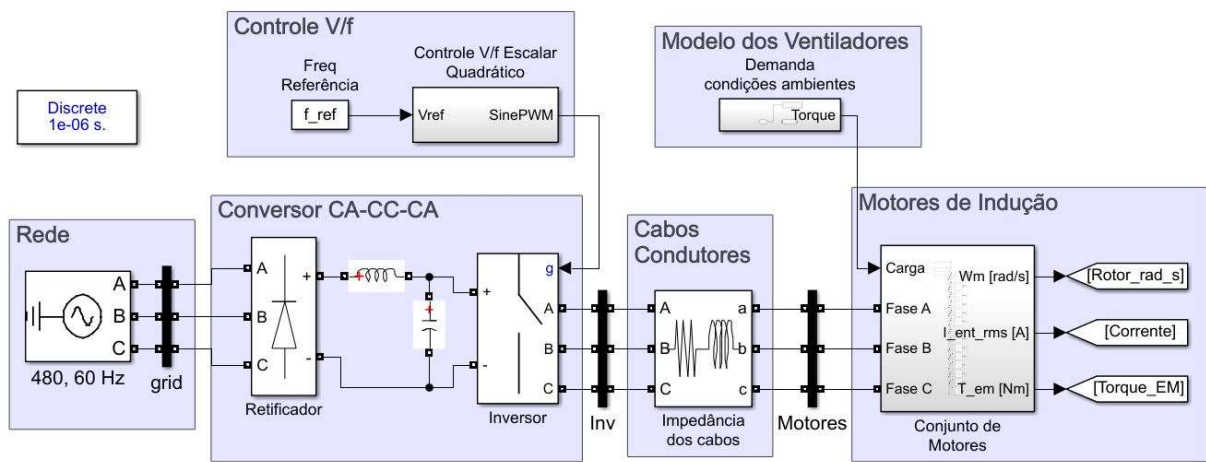 Controle V/f
Freq
Referência
f_ref
Controle V/f Escalar
Quadrático
Vref
SinePWM
Modelo dos Ventiladores
Demanda
condições ambientes
Torque
Discrete
1e-06 s.
Rede
A
B
C
480, 60 Hz
grid
Conversor CA-CC-CA
A
B
C
+
-
Retificador
+
+
+
-
g
A
B
C
Inversor
Inv
Cabos
Condutores
A
B
C
a
b
c
Impedância
dos cabos
Motores
Motores de Indução
Carga
Fase A
Fase B
Fase C
Wm [rad/s]
I_ent_rms [A]
T_em [Nm]
Conjunto de
Motores
[Rotor_rad_s]
[Corrente]
[Torque_EM]